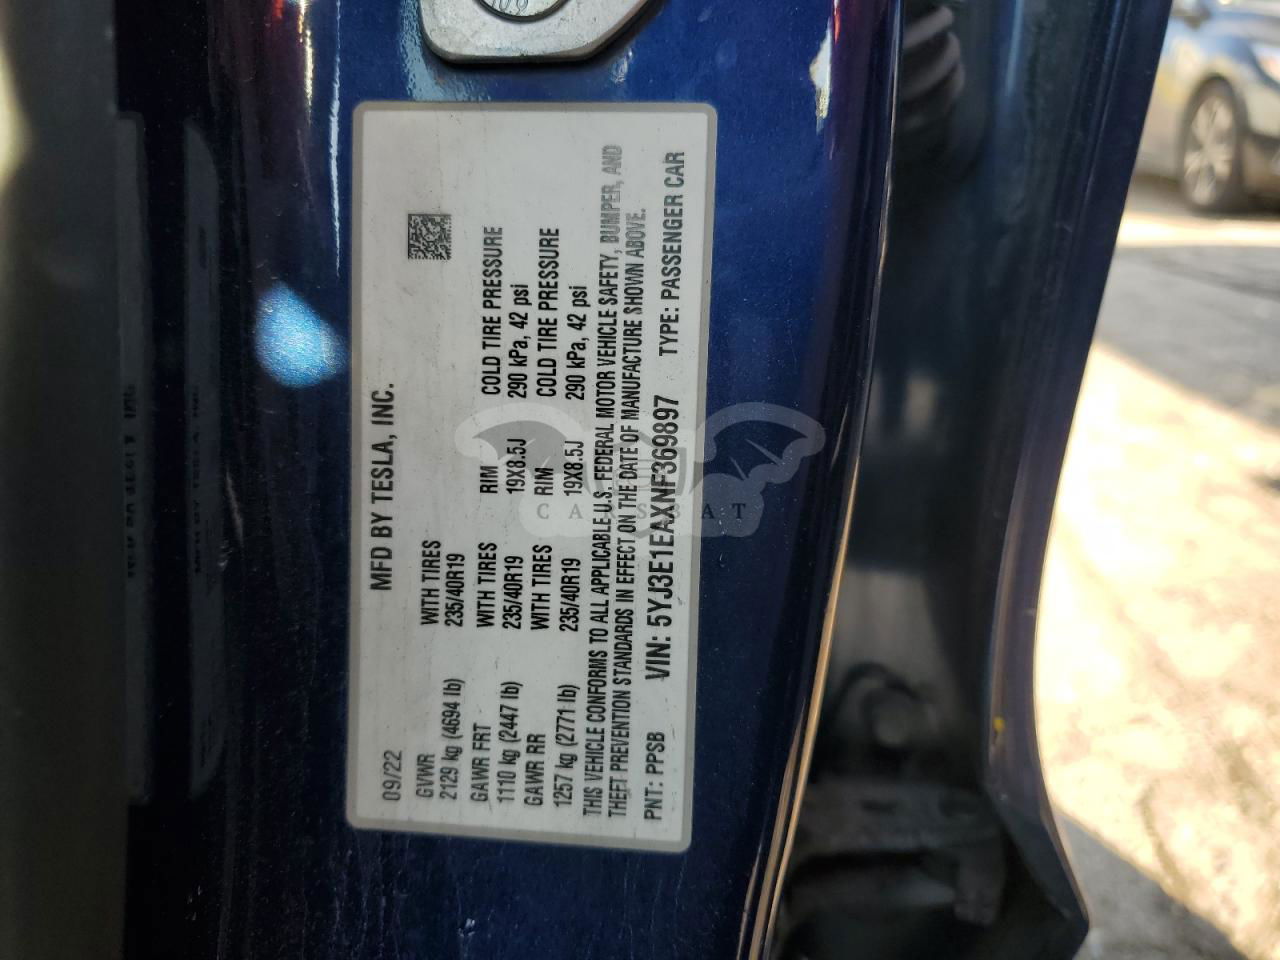 MFD BY TESLA, INC.
09/22
GVWR WITH TIRES
2129 kg (4694 lb) 235/40R19
GAWR FRT WITH TIRES RIM COLD TIRE PRESSURE
1110 kg (2447 lb) 235/40R19 19X8.5J 290 kPa, 42 psi
GAWR RR WITH TIRES RIM COLD TIRE PRESSURE
1257 kg (2771 lb) 235/40R19 19X8.5J 290 kPa, 42 psi
THIS VEHICLE CONFORMS TO ALL APPLICABLE U.S. FEDERAL MOTOR VEHICLE SAFETY, BUMPER, AND
THEFT PREVENTION STANDARDS IN EFFECT ON THE DATE OF MANUFACTURE SHOWN ABOVE.
PNT: PPSB VIN: 5YJ3E1EAXNF369897 TYPE: PASSENGER CAR
CARSBAT